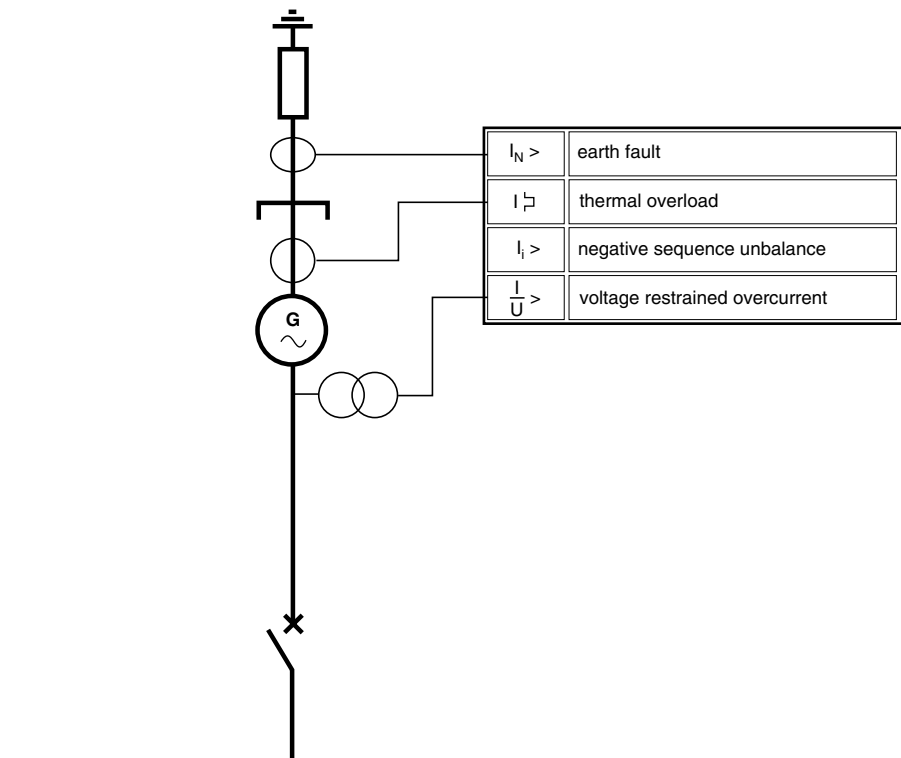 I_N > earth fault
I thermal overload
I_i > negative sequence unbalance
I/U > voltage restrained overcurrent
G